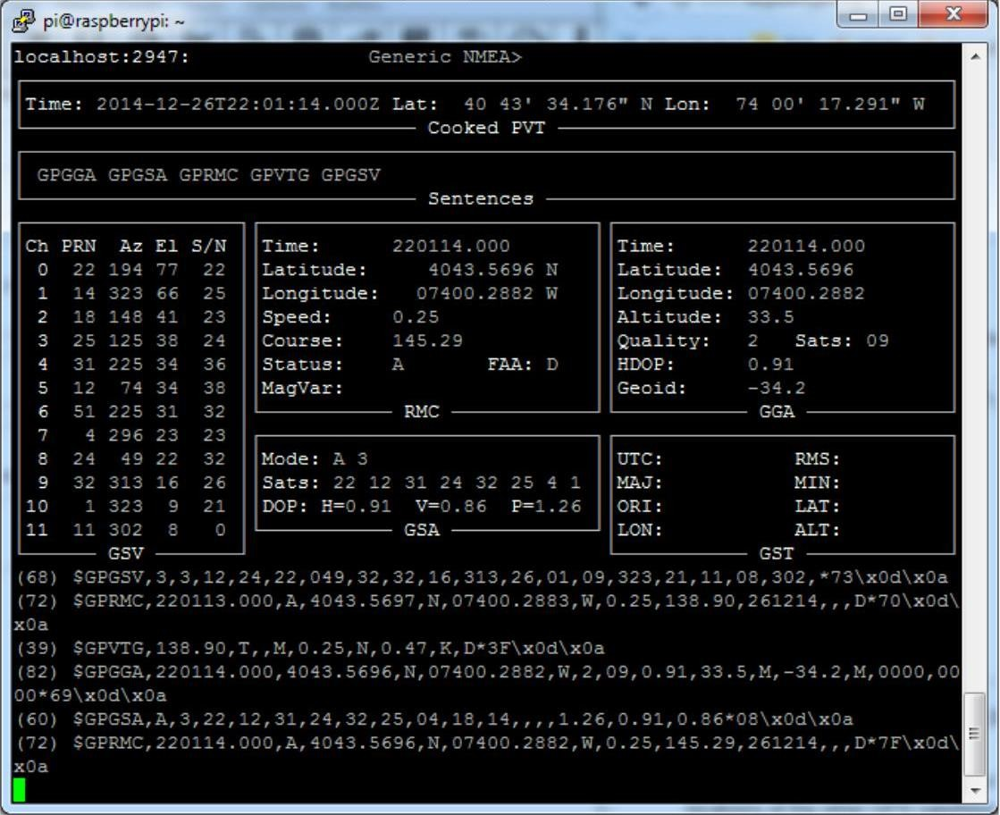 pi@raspberrypi: ~
localhost:2947:                Generic NMEA>
Time: 2014-12-26T22:01:14.000Z Lat:  40 43' 34.176" N Lon:  74 00' 17.291" W
Cooked PVT
GPGGA GPGSA GPRMC GPVTG GPGSV
Sentences
Ch PRN  Az El S/N
0  22 194 77  22
1  14 323 66  25
2  18 148 41  23
3  25 125 38  24
4  31 225 34  36
5  12  74 34  38
6  51 225 31  32
7   4 296 23  23
8  24  49 22  32
9  32 313 16  26
10   1 323  9  21
11  11 302  8   0
GSV
Time:      220114.000
Latitude:     4043.5696 N
Longitude:   07400.2882 W
Speed:     0.25
Course:    145.29
Status:    A       FAA: D
MagVar:
RMC
Time:      220114.000
Latitude:  4043.5696
Longitude: 07400.2882
Altitude:  33.5
Quality:   2   Sats: 09
HDOP:      0.91
Geoid:     -34.2
GGA
Mode: A 3
Sats: 22 12 31 24 32 25 4 1
DOP: H=0.91  V=0.86  P=1.26
GSA
UTC:           RMS:
MAJ:           MIN:
ORI:           LAT:
LON:           ALT:
GST
(68) $GPGSV,3,3,12,24,22,049,32,32,16,313,26,01,09,323,21,11,08,302,*73\x0d\x0a
(72) $GPRMC,220113.000,A,4043.5697,N,07400.2883,W,0.25,138.90,261214,,,D*70\x0d\
x0a
(39) $GPVTG,138.90,T,,M,0.25,N,0.47,K,D*3F\x0d\x0a
(82) $GPGGA,220114.000,4043.5696,N,07400.2882,W,2,09,0.91,33.5,M,-34.2,M,0000,00
00*69\x0d\x0a
(60) $GPGSA,A,3,22,12,31,24,32,25,04,18,14,,,,1.26,0.91,0.86*08\x0d\x0a
(72) $GPRMC,220114.000,A,4043.5696,N,07400.2882,W,0.25,145.29,261214,,,D*7F\x0d\
x0a